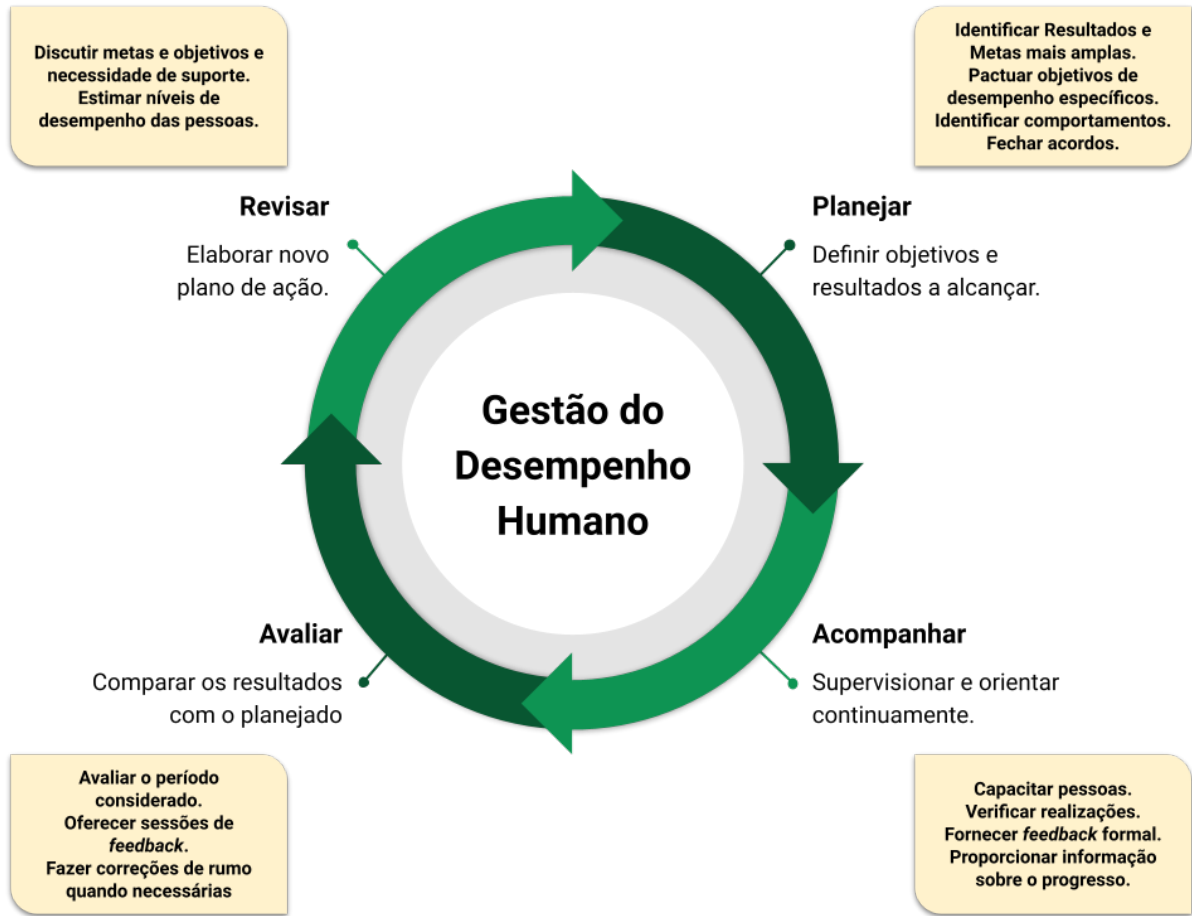 Discutir metas e objetivos e
necessidade de suporte.
Estimar níveis de
desempenho das pessoas.
Identificar Resultados e
Metas mais amplas.
Pactuar objetivos de
desempenho específicos.
Identificar comportamentos.
Fechar acordos.
Revisar
Elaborar novo
plano de ação.
Planejar
Definir objetivos e
resultados a alcançar.
Gestão do
Desempenho
Humano
Avaliar
Comparar os resultados
com o planejado
Acompanhar
Supervisionar e orientar
continuamente.
Avaliar o período
considerado.
Oferecer sessões de
feedback.
Fazer correções de rumo
quando necessárias
Capacitar pessoas.
Verificar realizações.
Fornecer feedback formal.
Proporcionar informação
sobre o progresso.